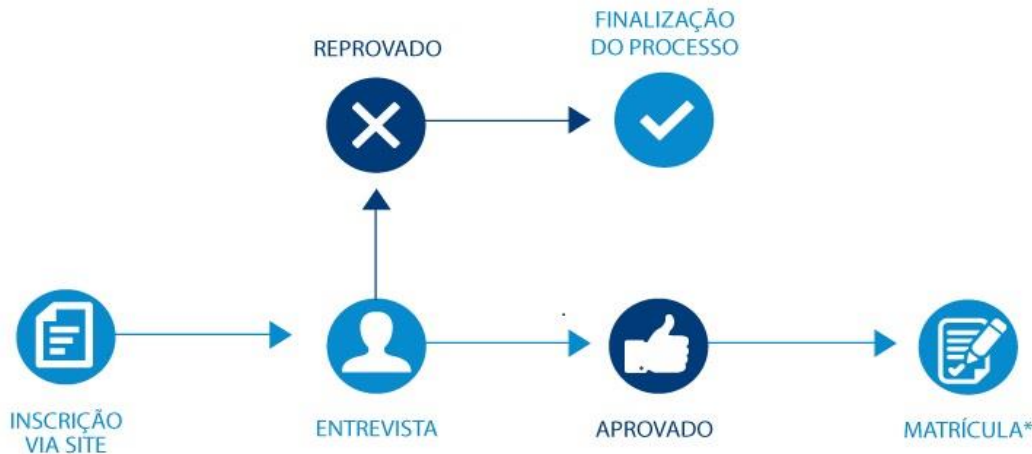 REPROVADO
FINALIZAÇÃO
DO PROCESSO
INSCRIÇÃO
VIA SITE
ENTREVISTA
APROVADO
MATRÍCULA*